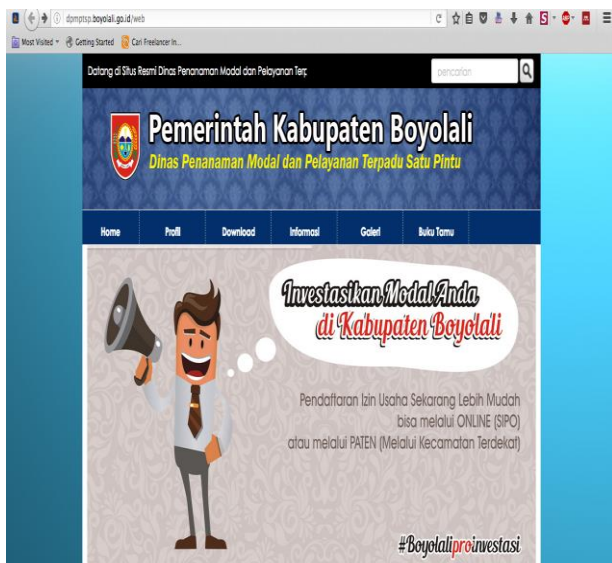 dpmptsp.boyolali.go.id/web
Most Visited Getting Started Cari Freelancer In...
Datang di Situs Resmi Dinas Penanaman Modal dan Pelayanan Terp
pencarian
Pemerintah Kabupaten Boyolali
Dinas Penanaman Modal dan Pelayanan Terpadu Satu Pintu
Home Profil Download Informasi Galeri Buku Tamu
Investasikan Modal Anda
di Kabupaten Boyolali
Pendaftaran Izin Usaha Sekarang Lebih Mudah
bisa melalui ONLINE (SIPO)
atau melalui PATEN (Melalui Kecamatan Terdekat)
#Boyolaliproinvestasi